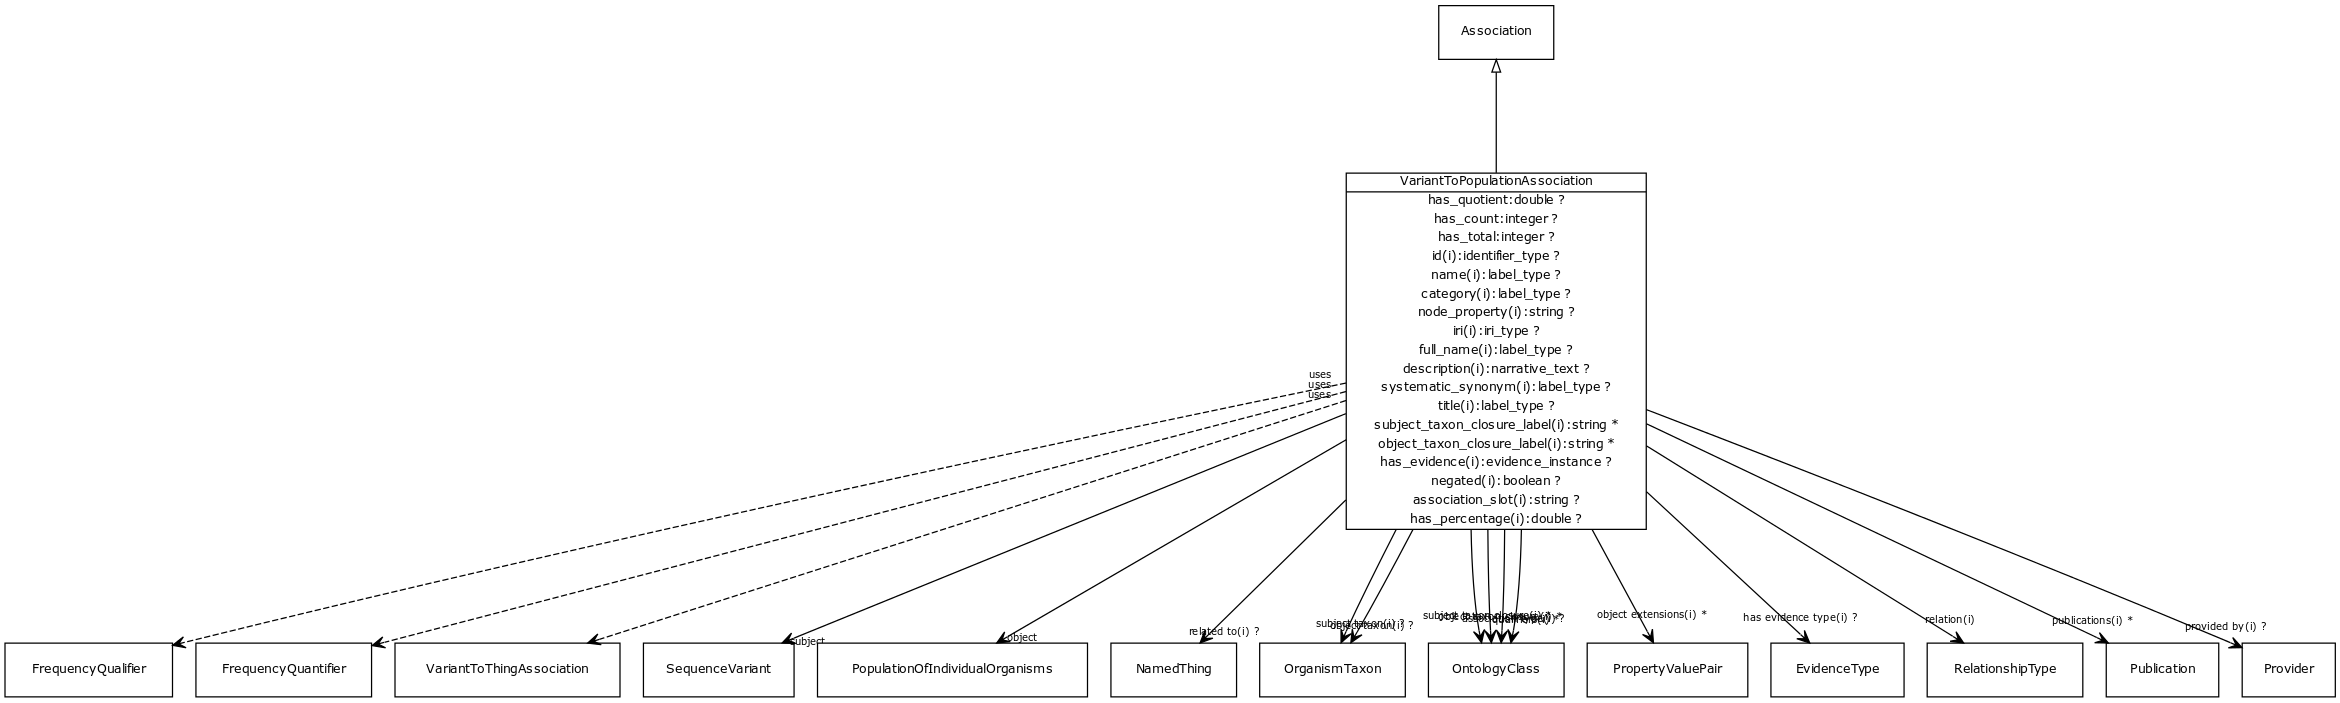 Association
VariantToPopulationAssociation
has_quotient:double ?
has_count:integer ?
has_total:integer ?
id(i):identifier_type ?
name(i):label_type ?
category(i):label_type ?
node_property(i):string ?
iri(i):iri_type ?
full_name(i):label_type ?
description(i):narrative_text ?
systematic_synonym(i):label_type ?
title(i):label_type ?
subject_taxon_closure_label(i):string *
object_taxon_closure_label(i):string *
has_evidence(i):evidence_instance ?
negated(i):boolean ?
association_slot(i):string ?
has_percentage(i):double ?
uses
uses
uses
subject
object
related to(i) ?
subject taxon(i) ?
object taxon(i) ?
object extensions(i) *
has evidence type(i) ?
relation(i)
publications(i) *
provided by(i) ?
FrequencyQualifier
FrequencyQuantifier
VariantToThingAssociation
SequenceVariant
PopulationOfIndividualOrganisms
NamedThing
OrganismTaxon
OntologyClass
PropertyValuePair
EvidenceType
RelationshipType
Publication
Provider